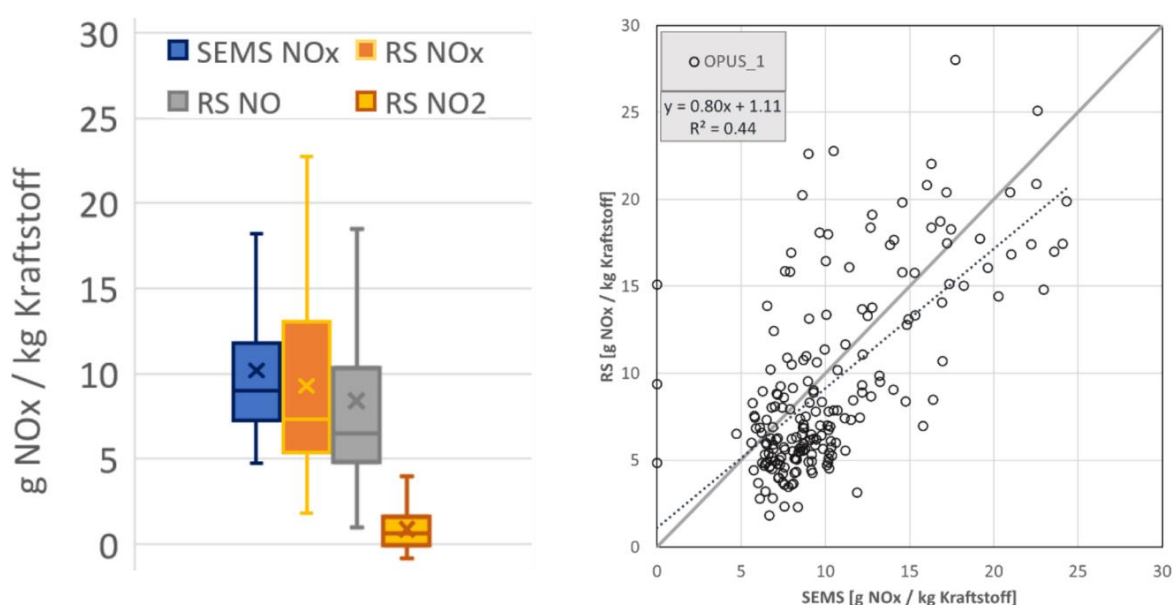 g NOx / kg Kraftstoff
30
25
20
15
10
5
0
SEMS NOx RS NOx
RS NO RS NO2
RS [g NOx / kg Kraftstoff]
30
25
20
15
10
5
0
OPUS_1
y = 0.80x + 1.11
R² = 0.44
0 5 10 15 20 25 30
SEMS [g NOx / kg Kraftstoff]